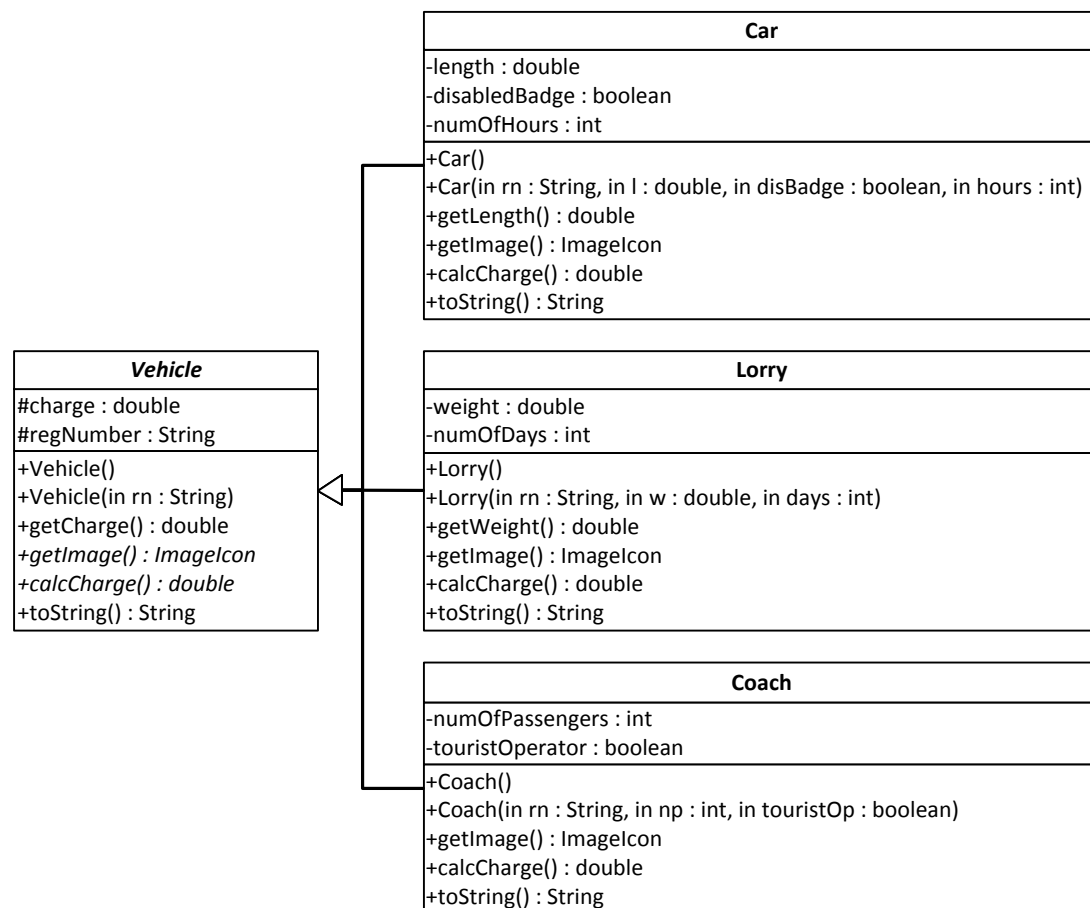 Car
-length : double
-disabledBadge : boolean
-numOfHours : int
+Car()
+Car(in rn : String, in l : double, in disBadge : boolean, in hours : int)
+getLength() : double
+getImage() : ImageIcon
+calcCharge() : double
+toString() : String
Vehicle
#charge : double
#regNumber : String
+Vehicle()
+Vehicle(in rn : String)
+getCharge() : double
+getImage() : ImageIcon
+calcCharge() : double
+toString() : String
Lorry
-weight : double
-numOfDays : int
+Lorry()
+Lorry(in rn : String, in w : double, in days : int)
+getWeight() : double
+getImage() : ImageIcon
+calcCharge() : double
+toString() : String
Coach
-numOfPassengers : int
-touristOperator : boolean
+Coach()
+Coach(in rn : String, in np : int, in touristOp : boolean)
+getImage() : ImageIcon
+calcCharge() : double
+toString() : String